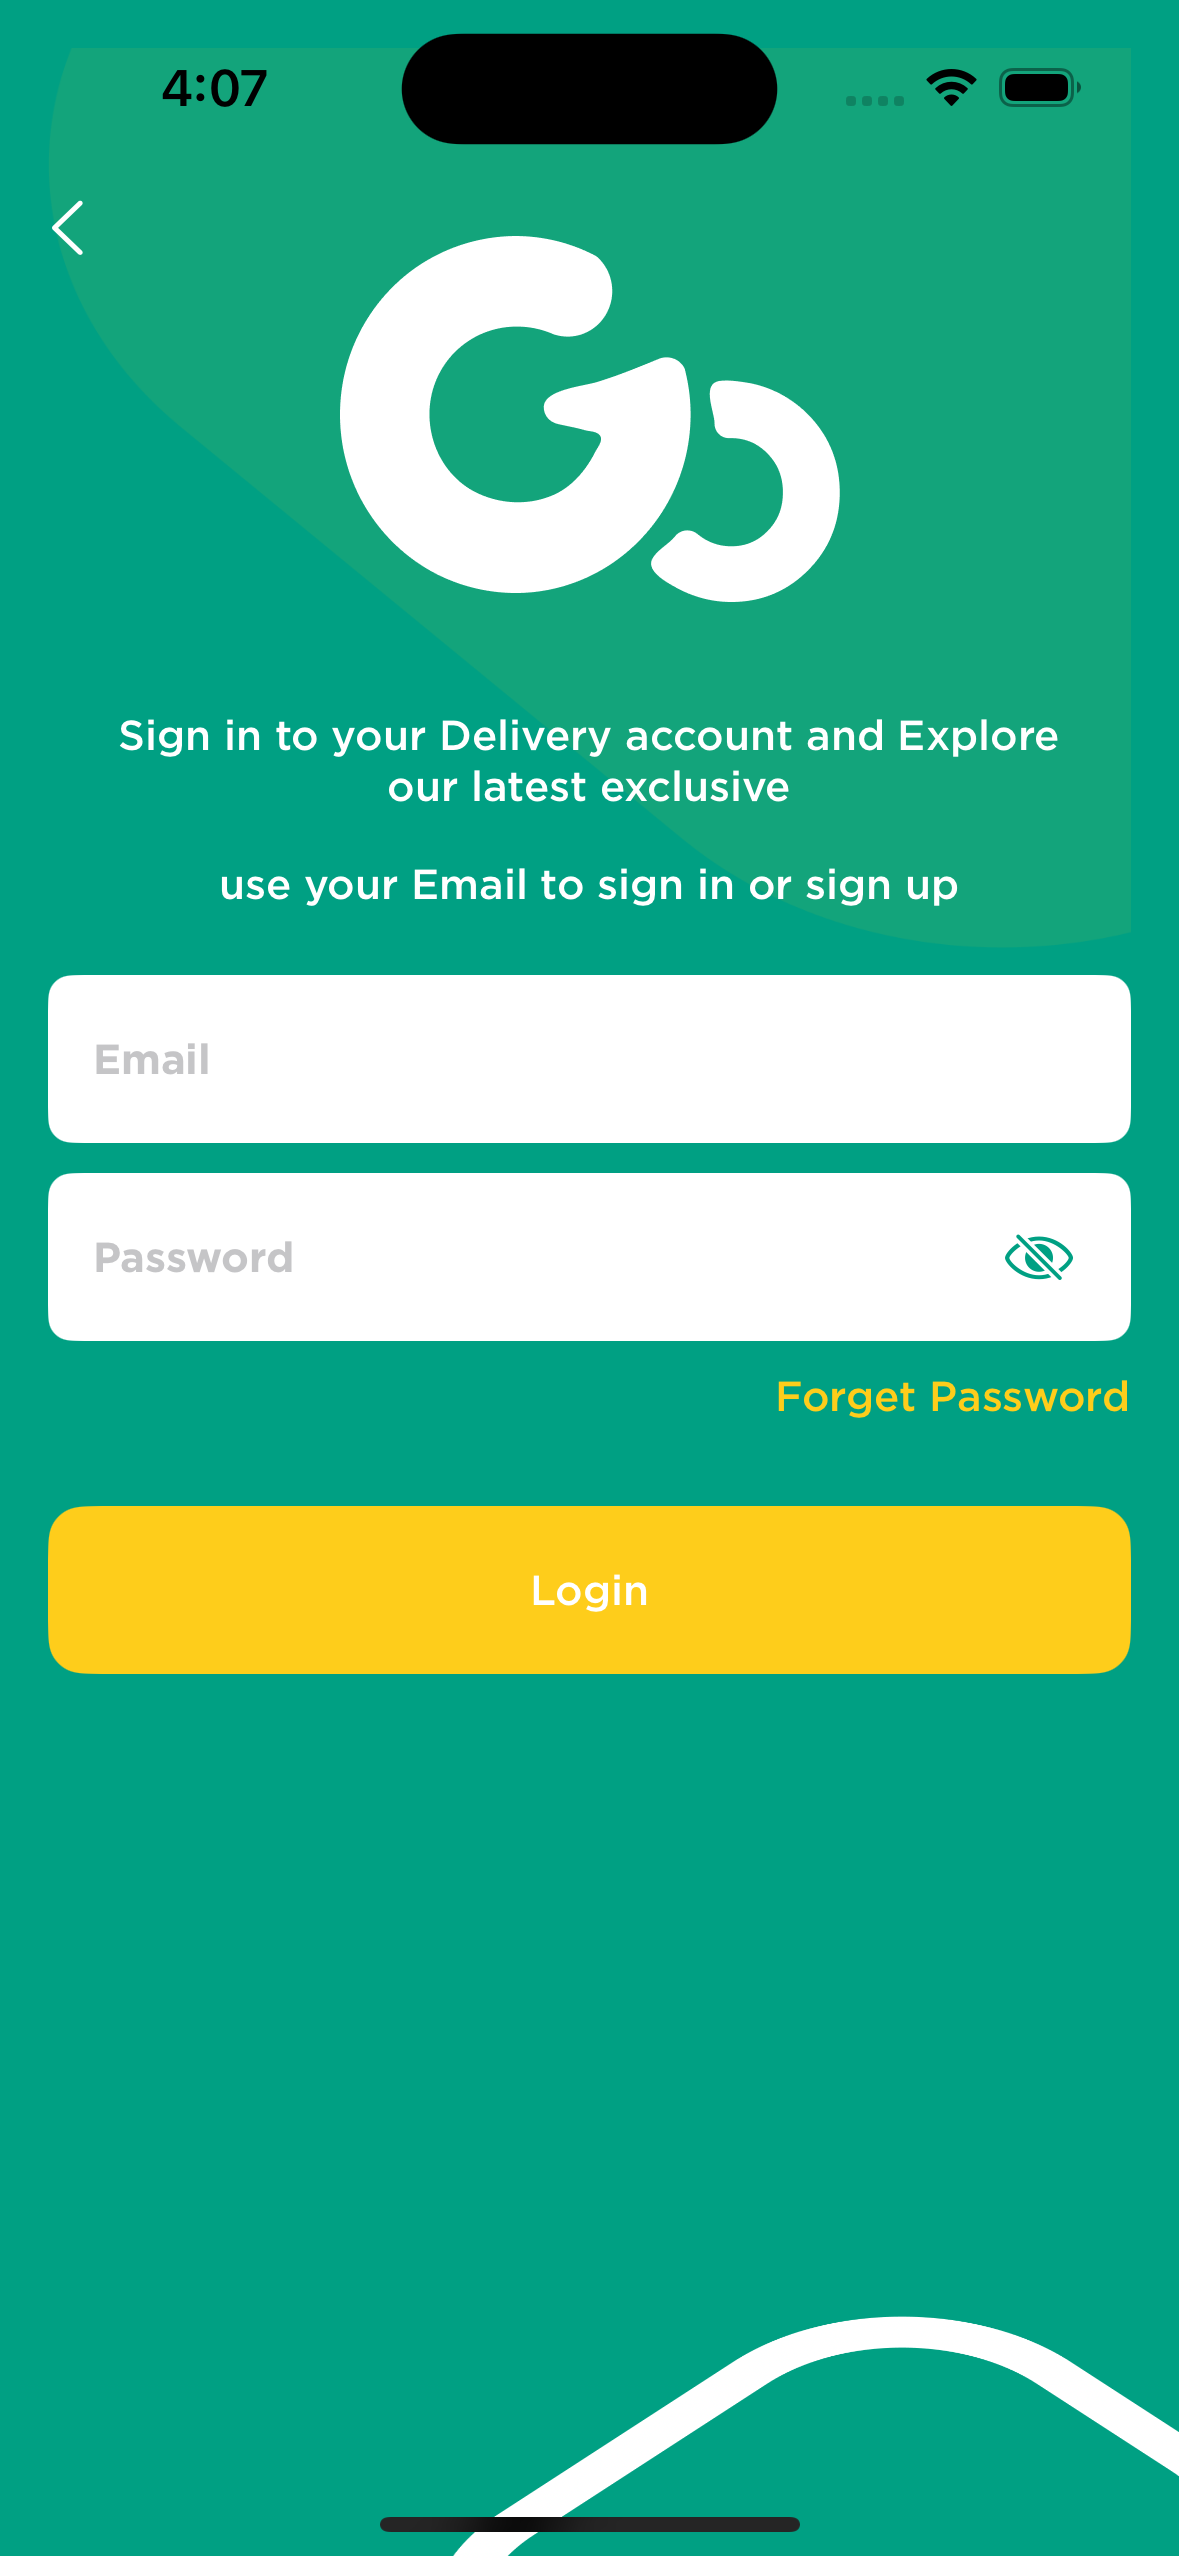 4:07
Go
Sign in to your Delivery account and Explore
our latest exclusive
use your Email to sign in or sign up
Email
Password
Forget Password
Login